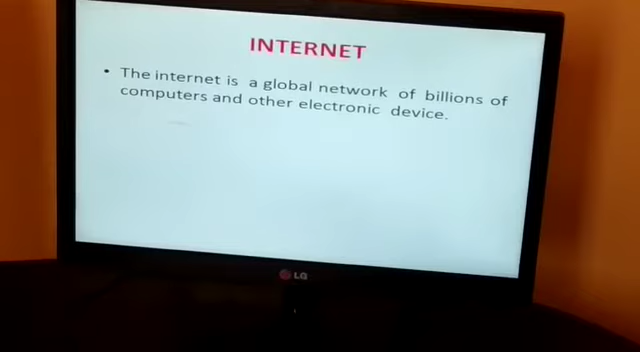 INTERNET
• The internet is a global network of billions of
computers and other electronic device.
LG